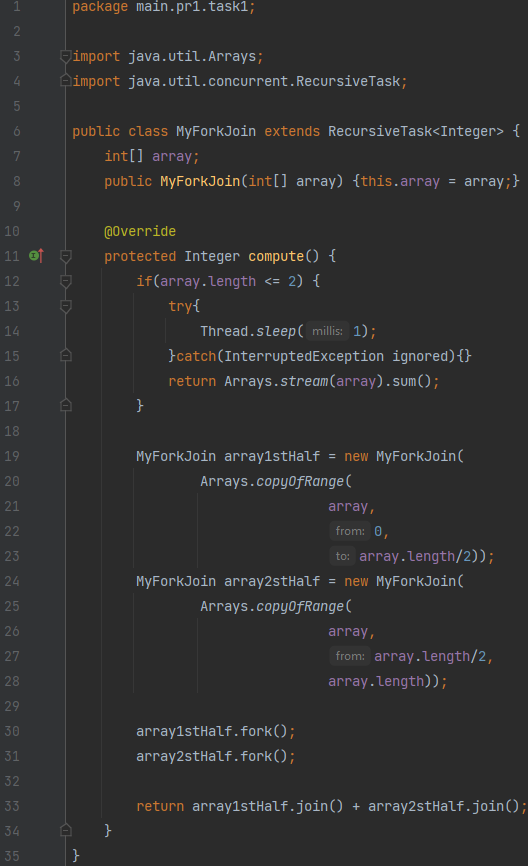 1 package main.pr1.task1;
2
3 import java.util.Arrays;
4 import java.util.concurrent.RecursiveTask;
5
6 public class MyForkJoin extends RecursiveTask<Integer> {
7 int[] array;
8 public MyForkJoin(int[] array) {this.array = array;}
9
10 @Override
11 protected Integer compute() {
12 if(array.length <= 2) {
13 try{
14 Thread.sleep( millis: 1);
15 }catch(InterruptedException ignored){}
16 return Arrays.stream(array).sum();
17 }
18
19 MyForkJoin array1stHalf = new MyForkJoin(
20 Arrays.copyOfRange(
21 array,
22 from: 0,
23 to: array.length/2));
24 MyForkJoin array2stHalf = new MyForkJoin(
25 Arrays.copyOfRange(
26 array,
27 from: array.length/2,
28 array.length));
29
30 array1stHalf.fork();
31 array2stHalf.fork();
32
33 return array1stHalf.join() + array2stHalf.join();
34 }
35 }